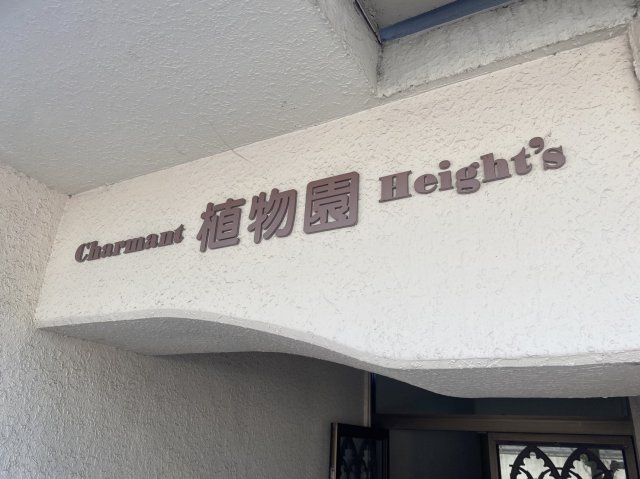 Charmant 植物園 Height's